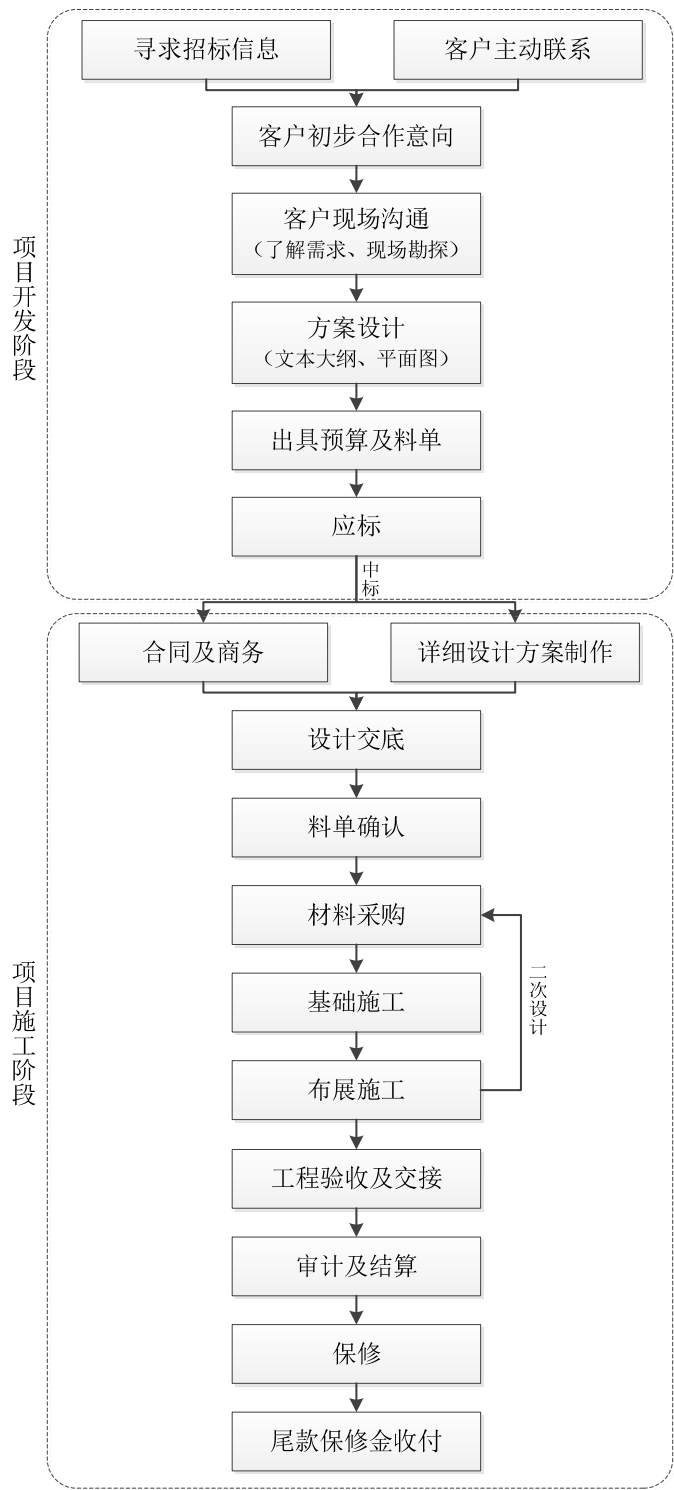 寻求招标信息
客户主动联系
客户初步合作意向
客户现场沟通
（了解需求、现场勘探）
方案设计
（文本大纲、平面图）
出具预算及料单
应标
项目开发阶段
中标
合同及商务
详细设计方案制作
设计交底
料单确认
材料采购
基础施工
二次设计
布展施工
工程验收及交接
审计及结算
保修
尾款保修金收付
项目施工阶段